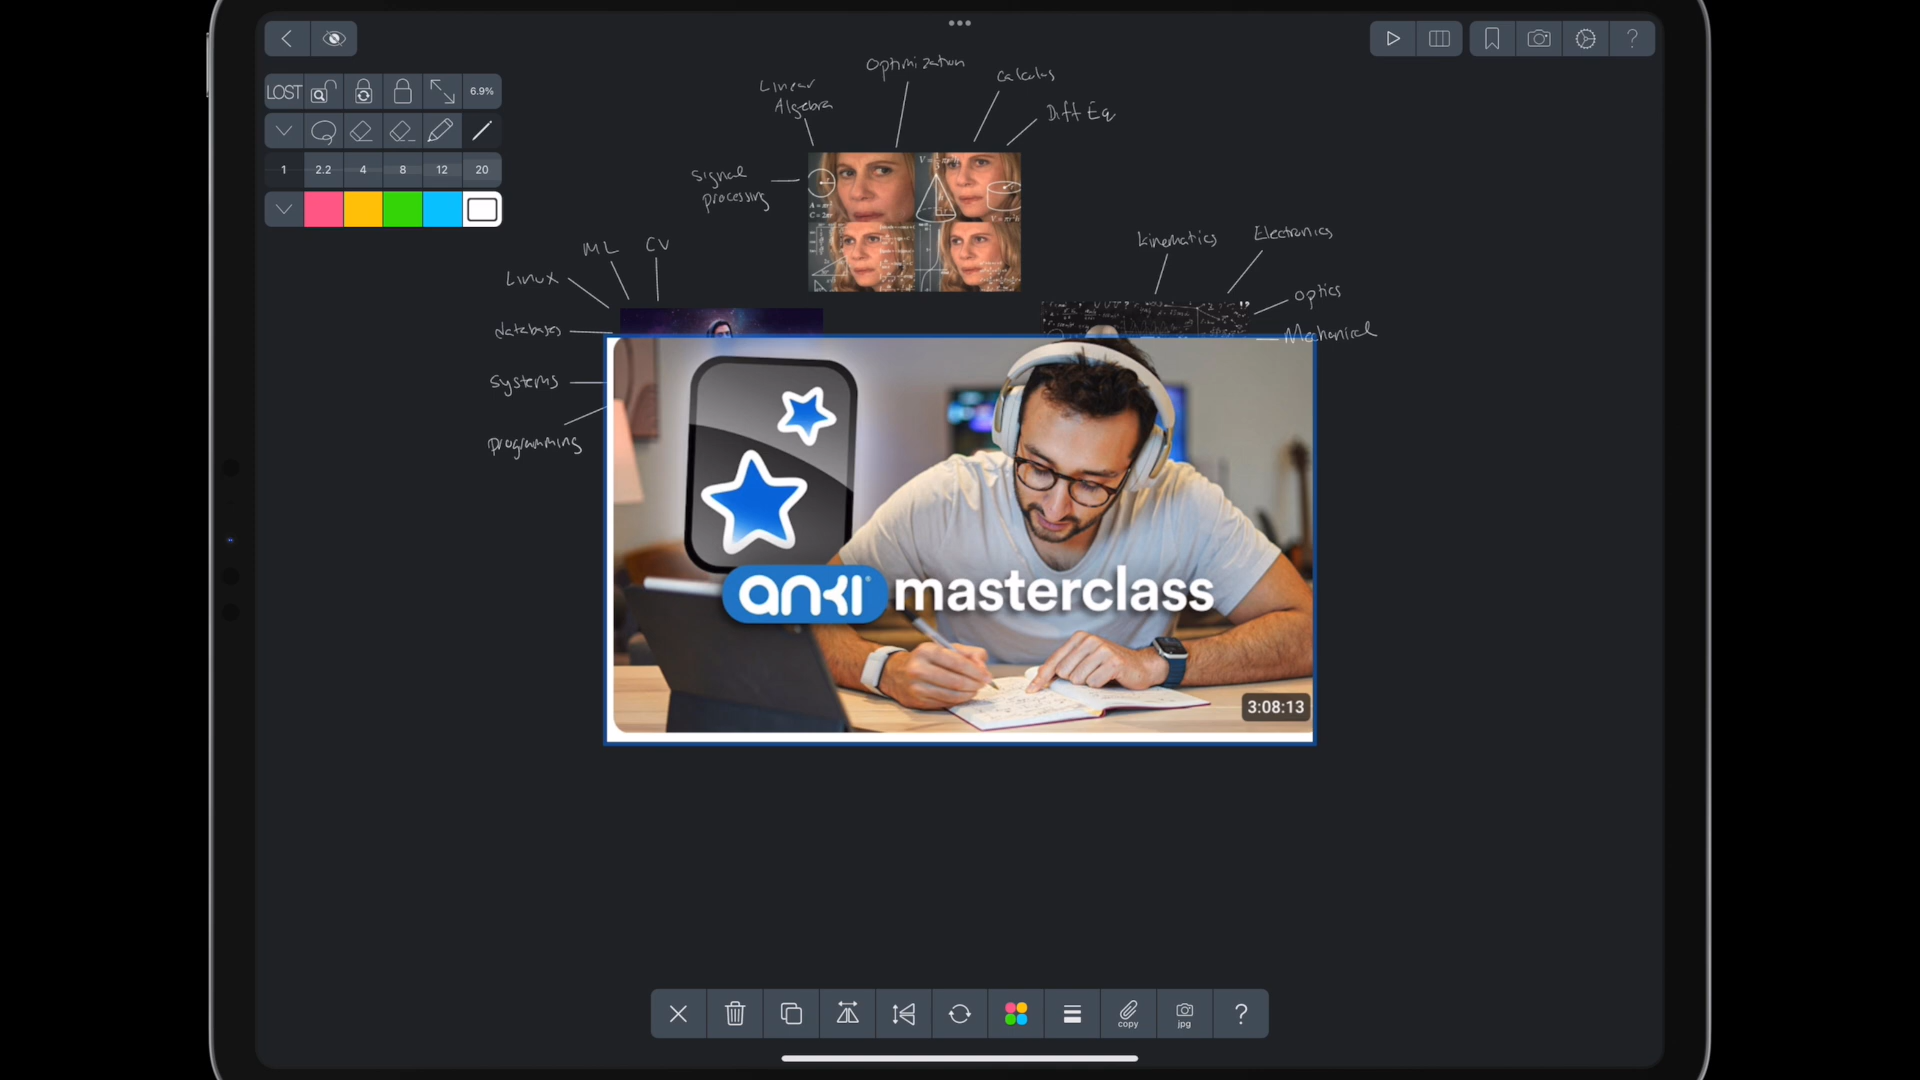 LOST
6.9%
1 2.2 4 8 12 20
Optimization
Linear
Algebra
Calculus
Diff Eq
Signal
processing
ML
CV
Linux
databases
Systems
programming
Kinematics
Electronics
Optics
Mechanical
anki masterclass
3:08:13
copy
jpg
?